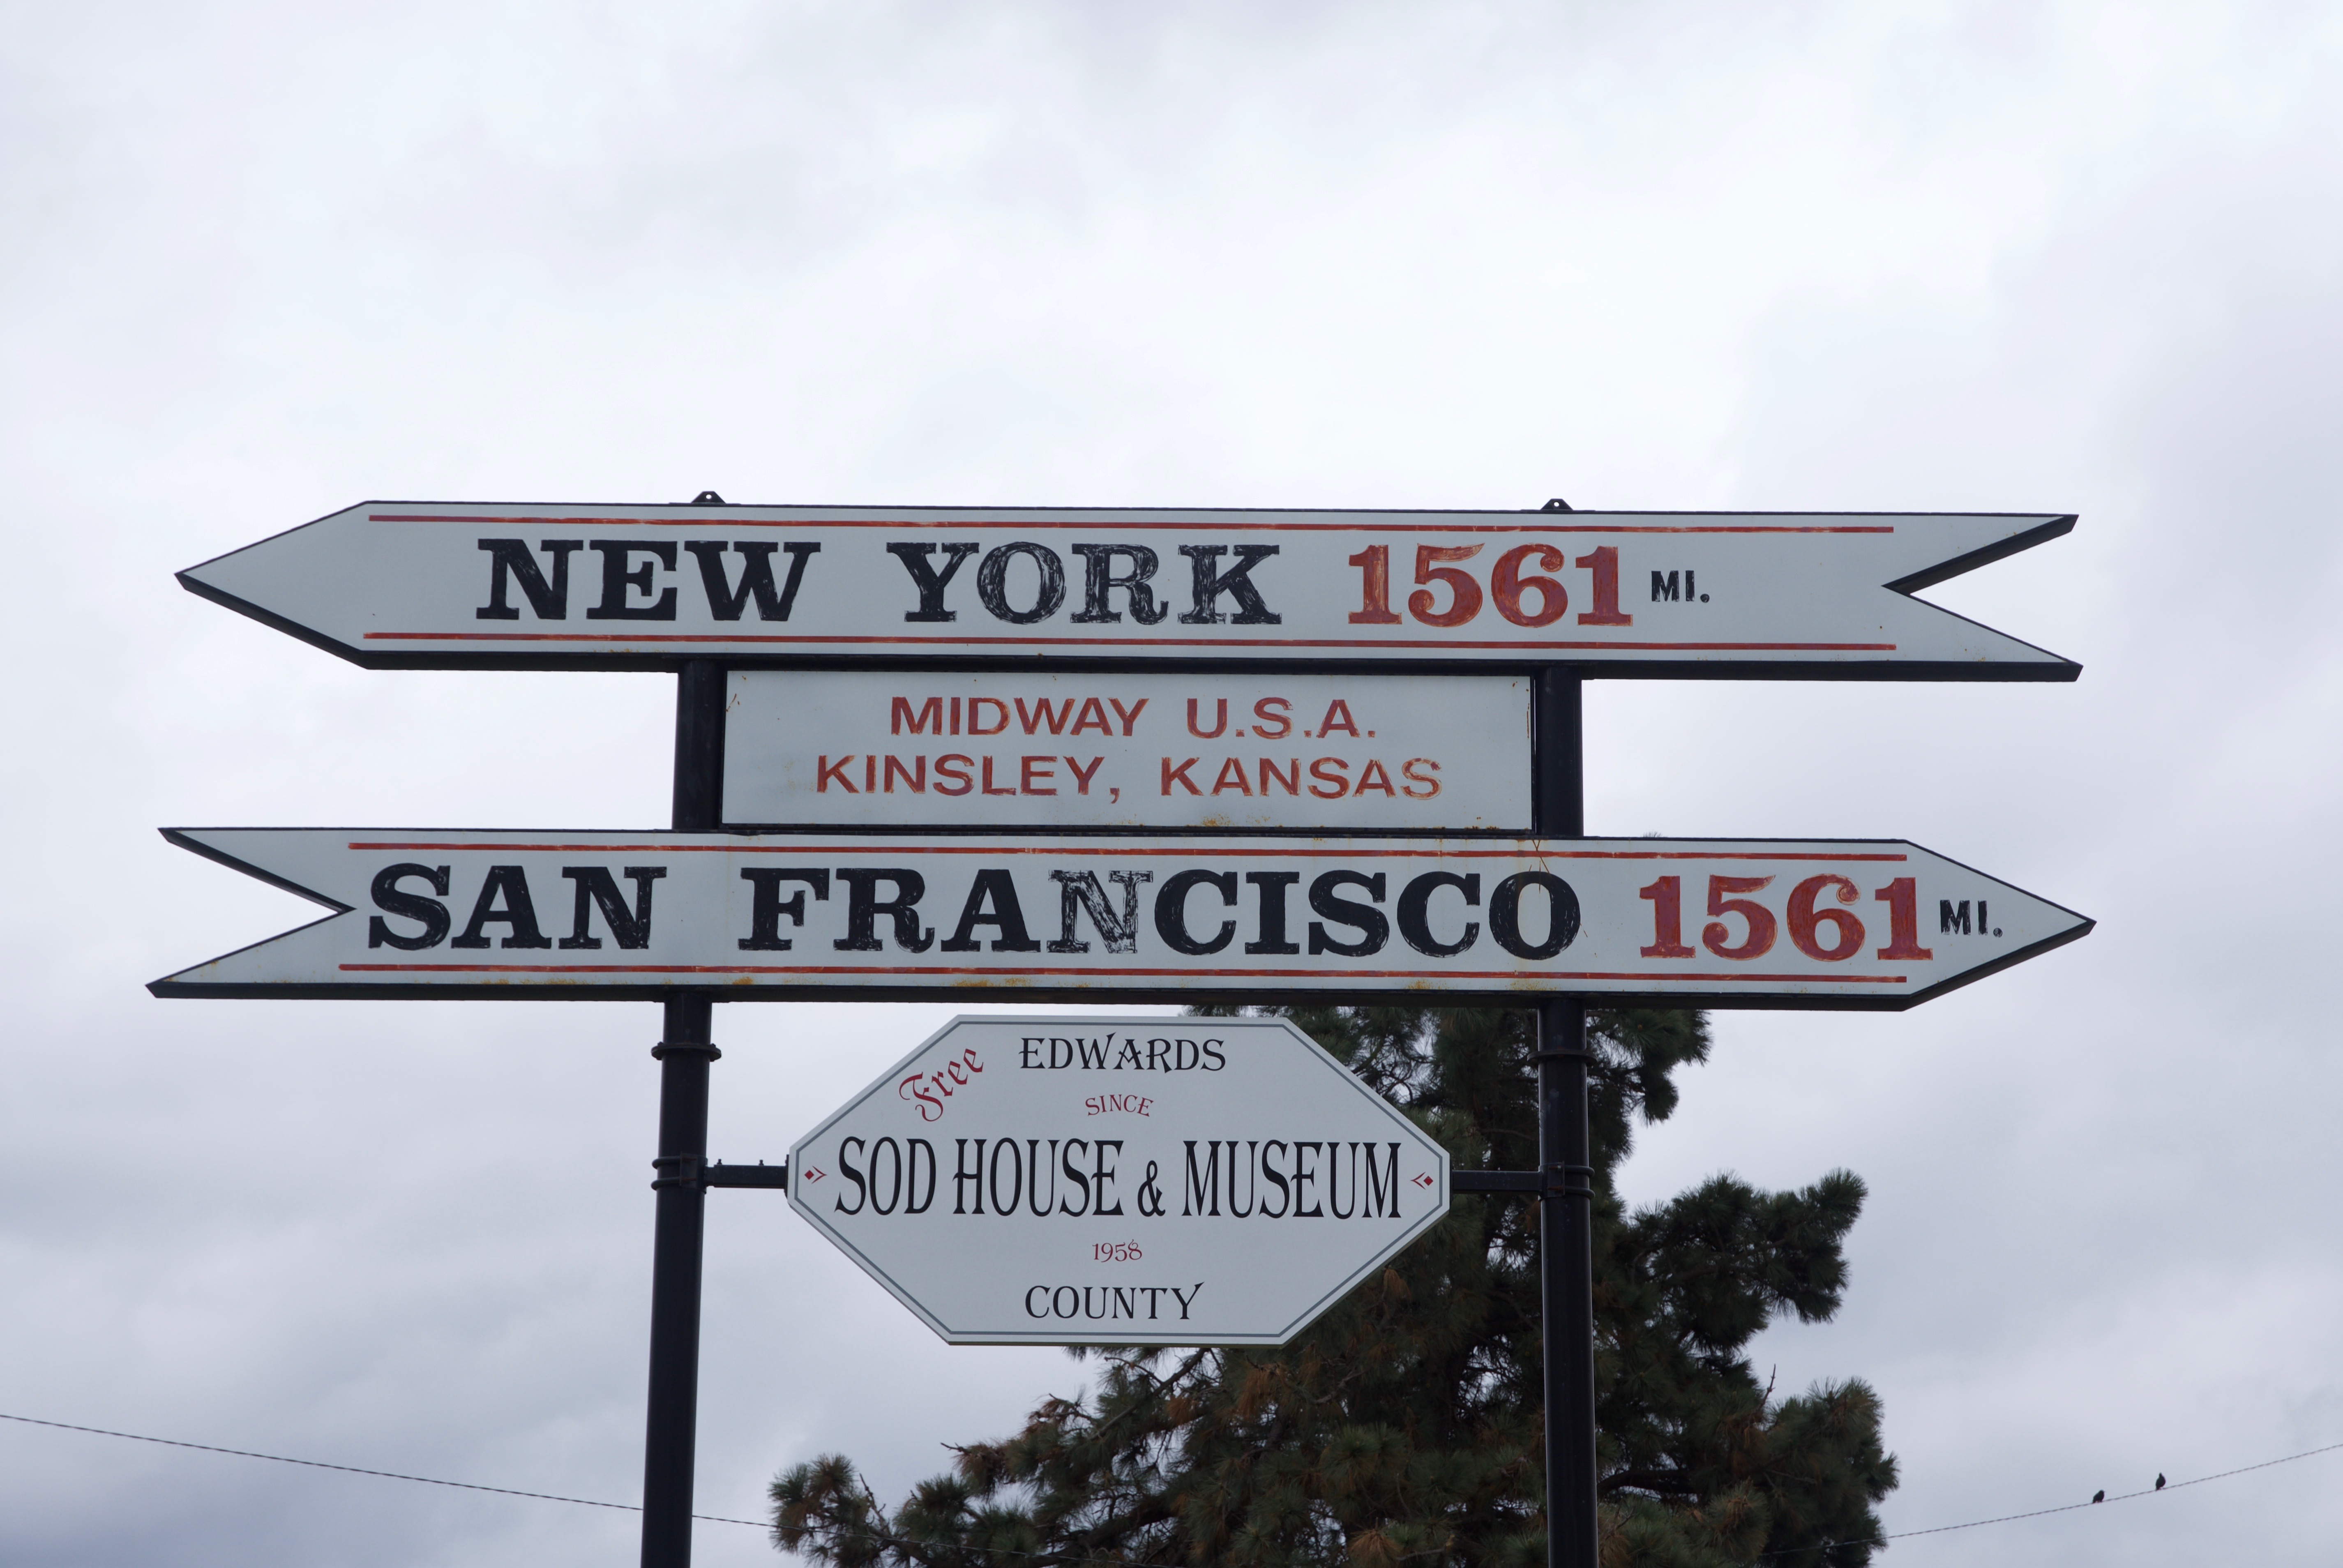 NEW YORK 1561 MI.
MIDWAY U.S.A.
KINSLEY, KANSAS
SAN FRANCISCO 1561 MI.
Free EDWARDS
SINCE
SOD HOUSE & MUSEUM
1958
COUNTY